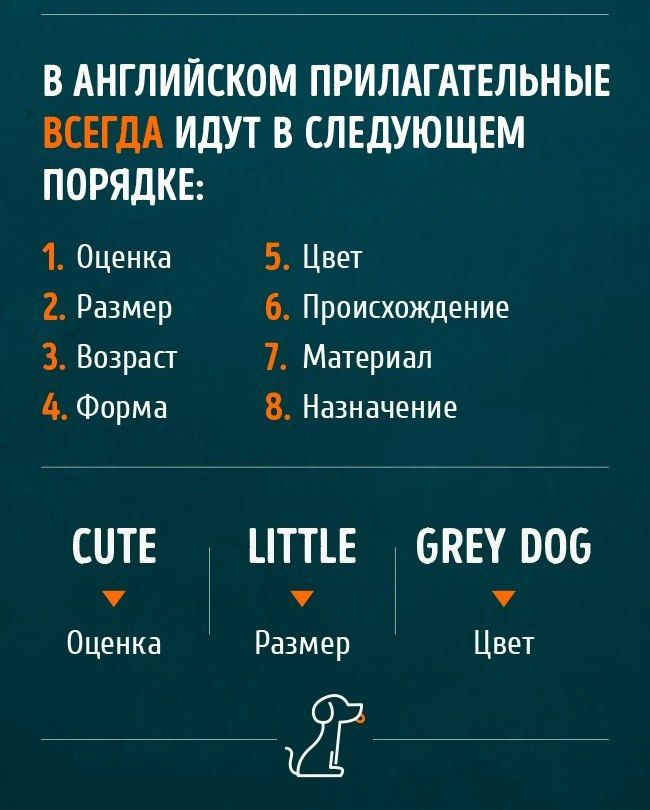 В АНГЛИЙСКОМ ПРИЛАГАТЕЛЬНЫЕ
ВСЕГДА ИДУТ В СЛЕДУЮЩЕМ
ПОРЯДКЕ:
1. Оценка
2. Размер
3. Возраст
4. Форма
5. Цвет
6. Происхождение
7. Материал
8. Назначение
CUTE
Оценка
LITTLE
Размер
GREY DOG
Цвет